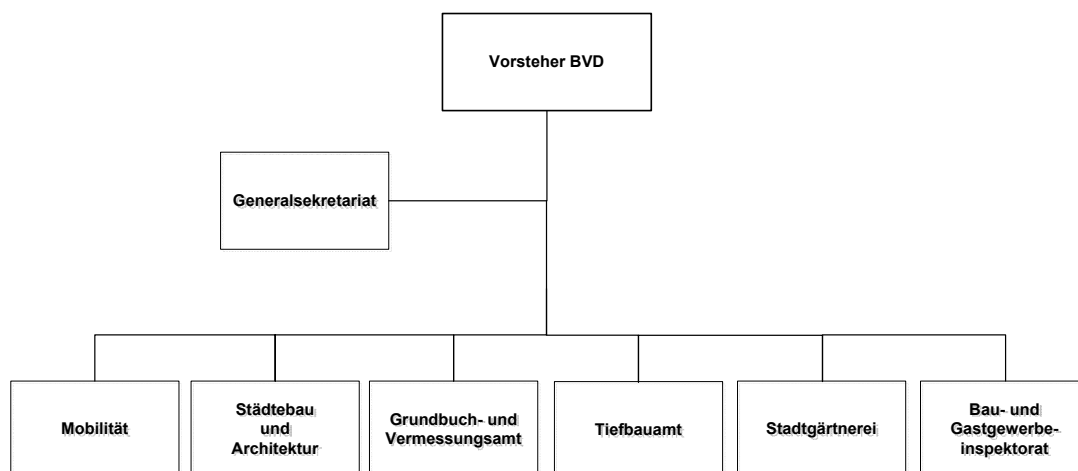 Vorsteher BVD
Generalsekretariat
Mobilität
Städtebau
und
Architektur
Grundbuch- und
Vermessungsamt
Tiefbauamt
Stadtgärtnerei
Bau- und
Gastgewerbe-
inspektorat